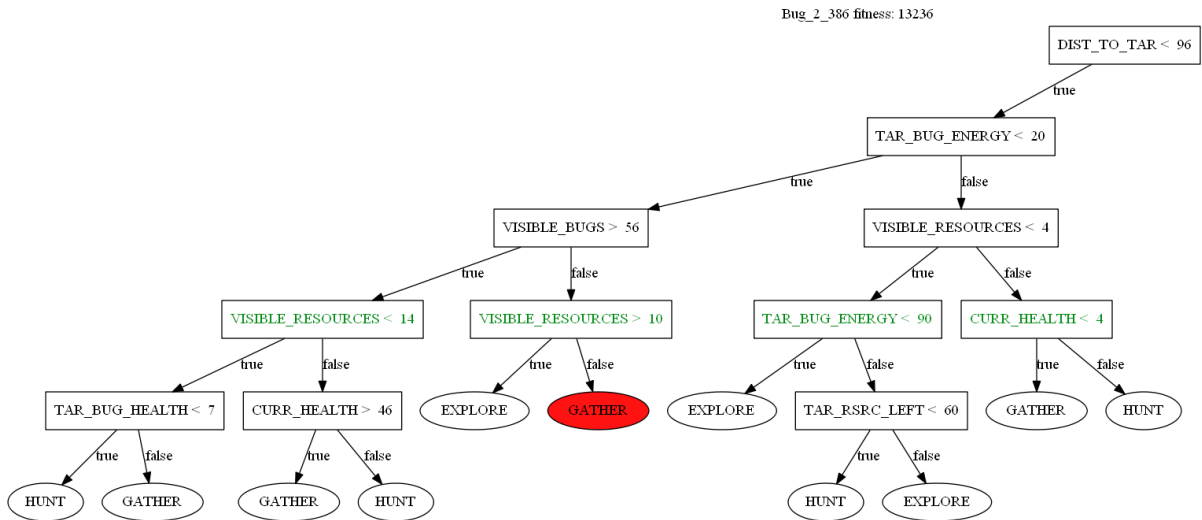 Bug_2_386 fitness: 13236
DIST_TO_TAR < 96
true
TAR_BUG_ENERGY < 20
true
false
VISIBLE_BUGS > 56
VISIBLE_RESOURCES < 4
true
false
true
false
VISIBLE_RESOURCES < 14
VISIBLE_RESOURCES > 10
TAR_BUG_ENERGY < 90
CURR_HEALTH < 4
true
false
true
false
true
false
true
false
TAR_BUG_HEALTH < 7
CURR_HEALTH > 46
EXPLORE
GATHER
EXPLORE
TAR_RSRC_LEFT < 60
GATHER
HUNT
true
false
true
false
true
false
HUNT
GATHER
GATHER
HUNT
HUNT
EXPLORE